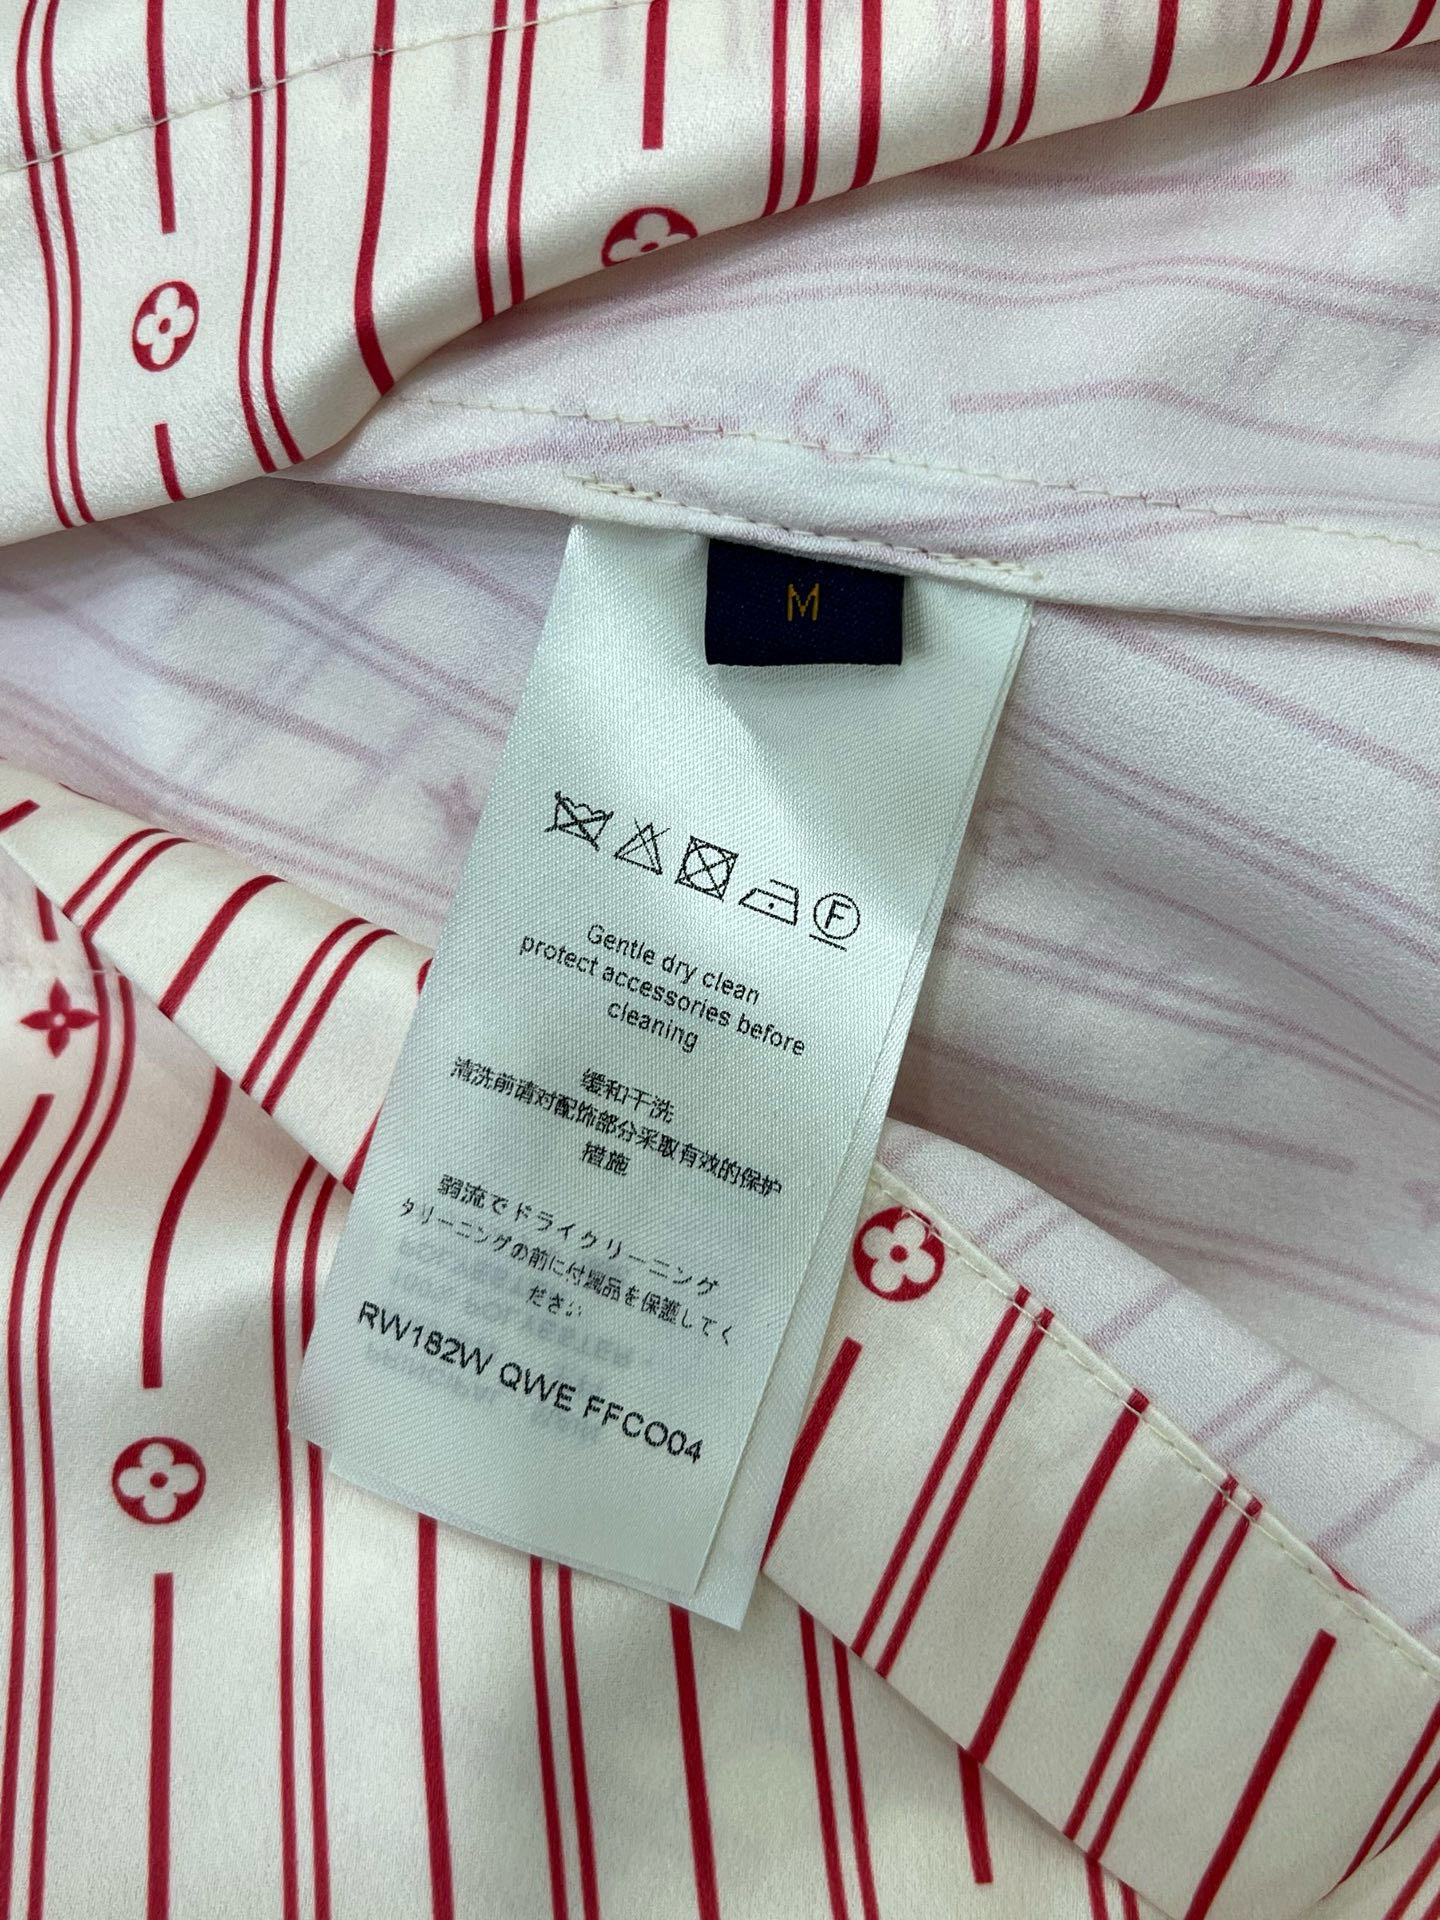 M
F
Gentle dry clean
protect accessories before
cleaning
缓和干洗
清洗前请对配饰部分采取有效的保护
措施
弱流でドライクリーニング
クリーニングの前に付属品を保護してく
ださい
RW182W QWE FFCO04